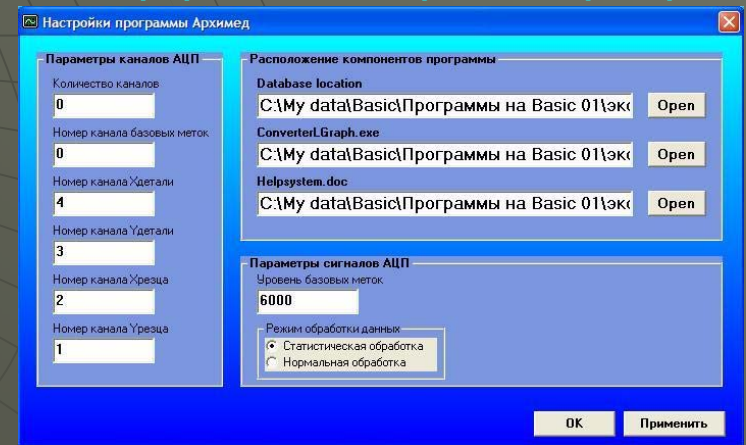 Настройки программы Архимед
Параметры каналов АЦП
Количество каналов
0
Номер канала базовых меток
0
Номер канала Xдетали
4
Номер канала Yдетали
3
Номер канала Xрезца
2
Номер канала Yрезца
1
Расположение компонентов программы
Database location
C:\My data\Basic\Программы на Basic 01\экс
Open
ConverterLGraph.exe
C:\My data\Basic\Программы на Basic 01\экс
Open
Helpsystem.doc
C:\My data\Basic\Программы на Basic 01\экс
Open
Параметры сигналов АЦП
Уровень базовых меток
6000
Режим обработки данных
Статистическая обработка
Нормальная обработка
OK
Применить